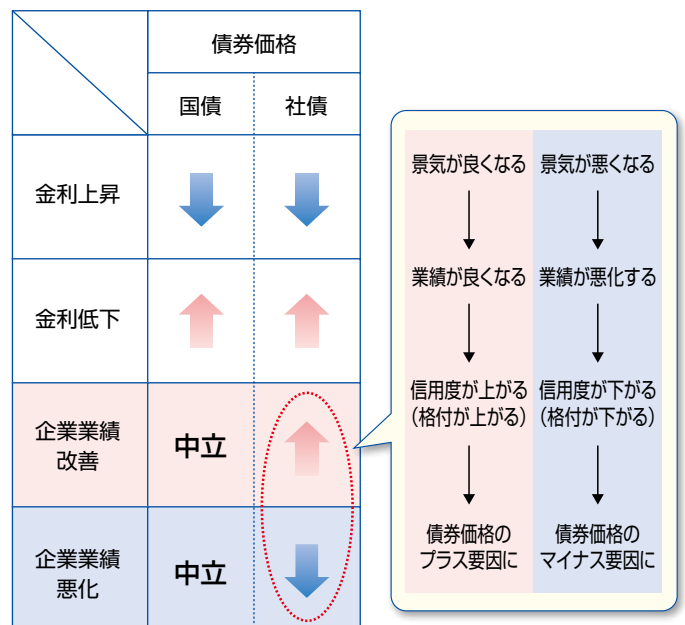 債券価格
国債
社債
金利上昇
金利低下
企業業績
改善
中立
企業業績
悪化
中立
景気が良くなる
業績が良くなる
信用度が上がる
(格付が上がる)
債券価格の
プラス要因に
景気が悪くなる
業績が悪化する
信用度が下がる
(格付が下がる)
債券価格の
マイナス要因に